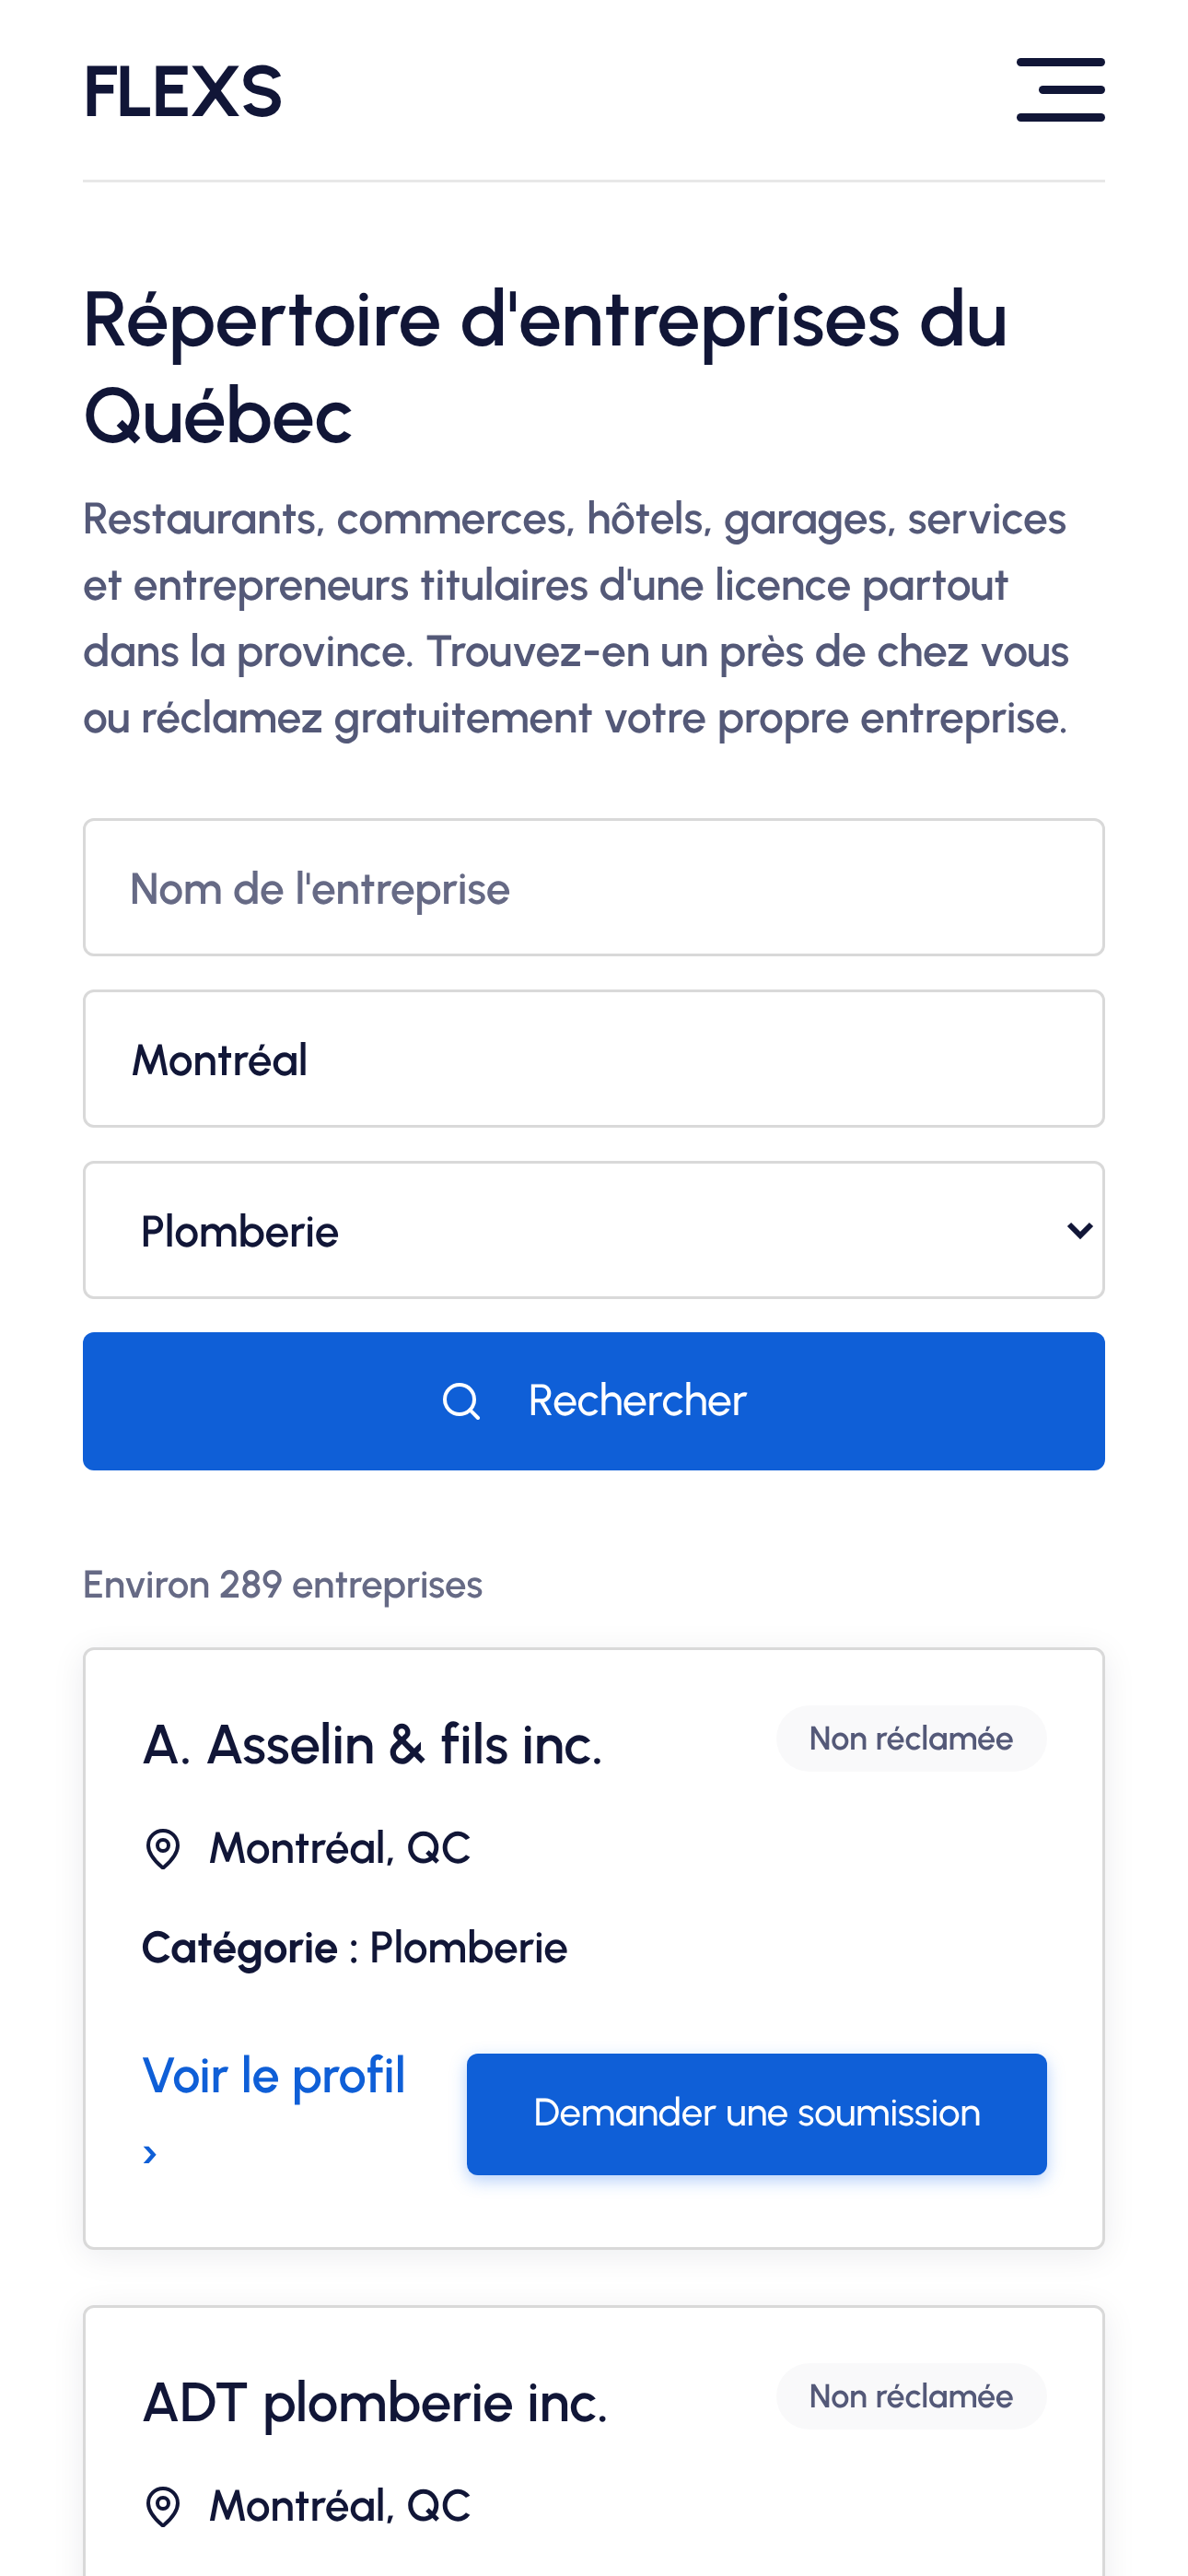 FLEXS
Répertoire d'entreprises du
Québec
Restaurants, commerces, hôtels, garages, services
et entrepreneurs titulaires d'une licence partout
dans la province. Trouvez-en un près de chez vous
ou réclamez gratuitement votre propre entreprise.
Nom de l'entreprise
Montréal
Plomberie
Rechercher
Environ 289 entreprises
A. Asselin & fils inc.
Non réclamée
Montréal, QC
Catégorie : Plomberie
Voir le profil
›
Demander une soumission
ADT plomberie inc.
Non réclamée
Montréal, QC